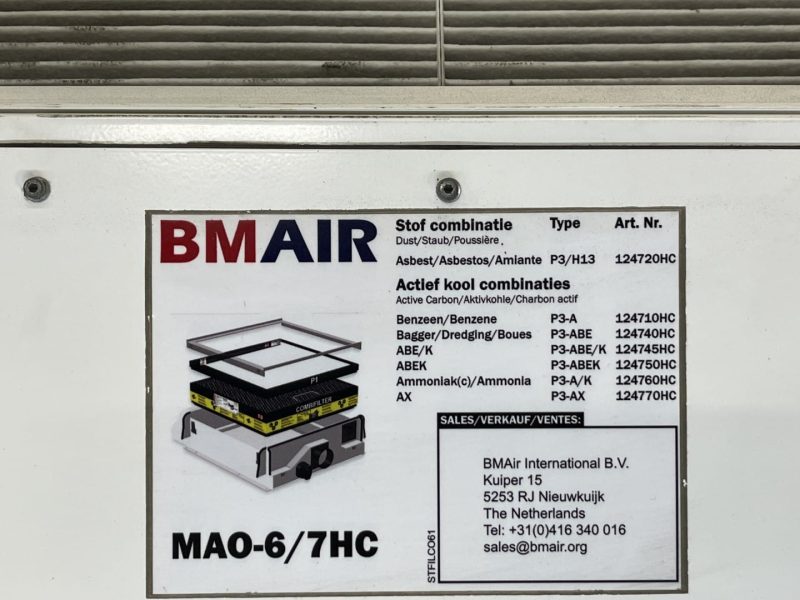 BMAIR
Stof combinatie Type Art. Nr.
Dust/Staub/Poussière
Asbest/Asbestos/Amiante P3/H13 124720HC
Actief kool combinaties
Active Carbon/Aktivkohle/Charbon actif
Benzeen/Benzene P3-A 124710HC
Bagger/Dredging/Boues P3-ABE 124740HC
ABE/K P3-ABE/K 124745HC
ABEK P3-ABEK 124750HC
Ammoniak(c)/Ammonia P3-A/K 124760HC
AX P3-AX 124770HC
P1
COMBIFILTER
MAO-6/7HC
STFILCO61
SALES/VERKAUF/VENTES:
BMAir International B.V.
Kuiper 15
5253 RJ Nieuwkuijk
The Netherlands
Tel: +31(0)416 340 016
sales@bmair.org